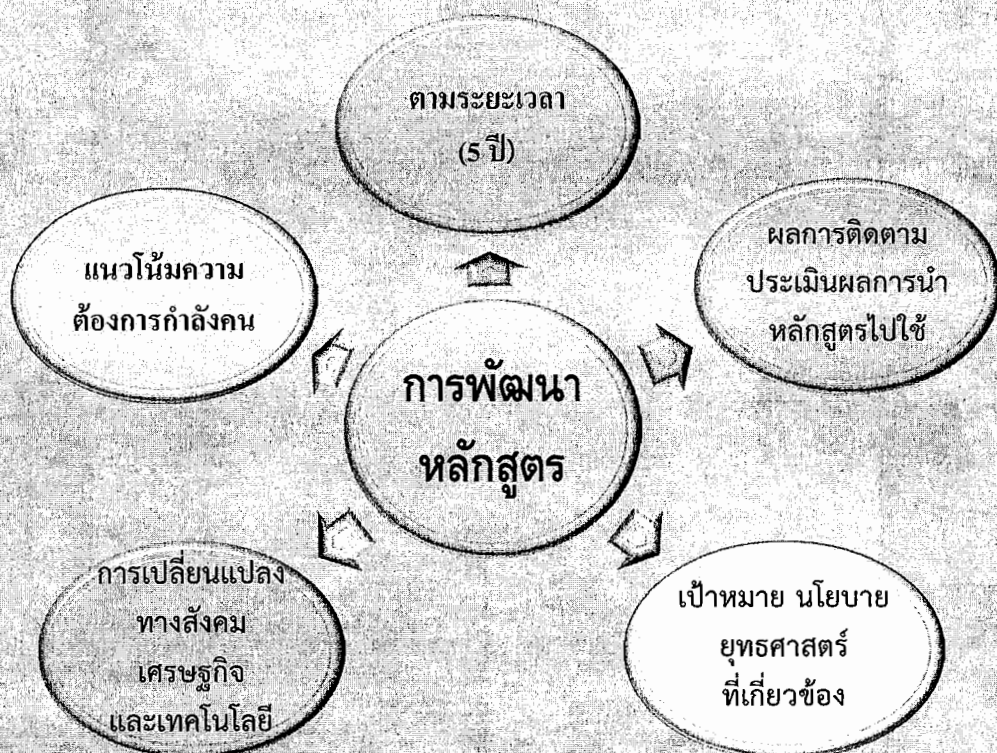 ตามระยะเวลา
(5 ปี)
แนวโน้มความ
ต้องการกำลังคน
ผลการติดตาม
ประเมินผลการนำ
หลักสูตรไปใช้
การพัฒนา
หลักสูตร
การเปลี่ยนแปลง
ทางสังคม
เศรษฐกิจ
และเทคโนโลยี
เป้าหมาย นโยบาย
ยุทธศาสตร์
ที่เกี่ยวข้อง